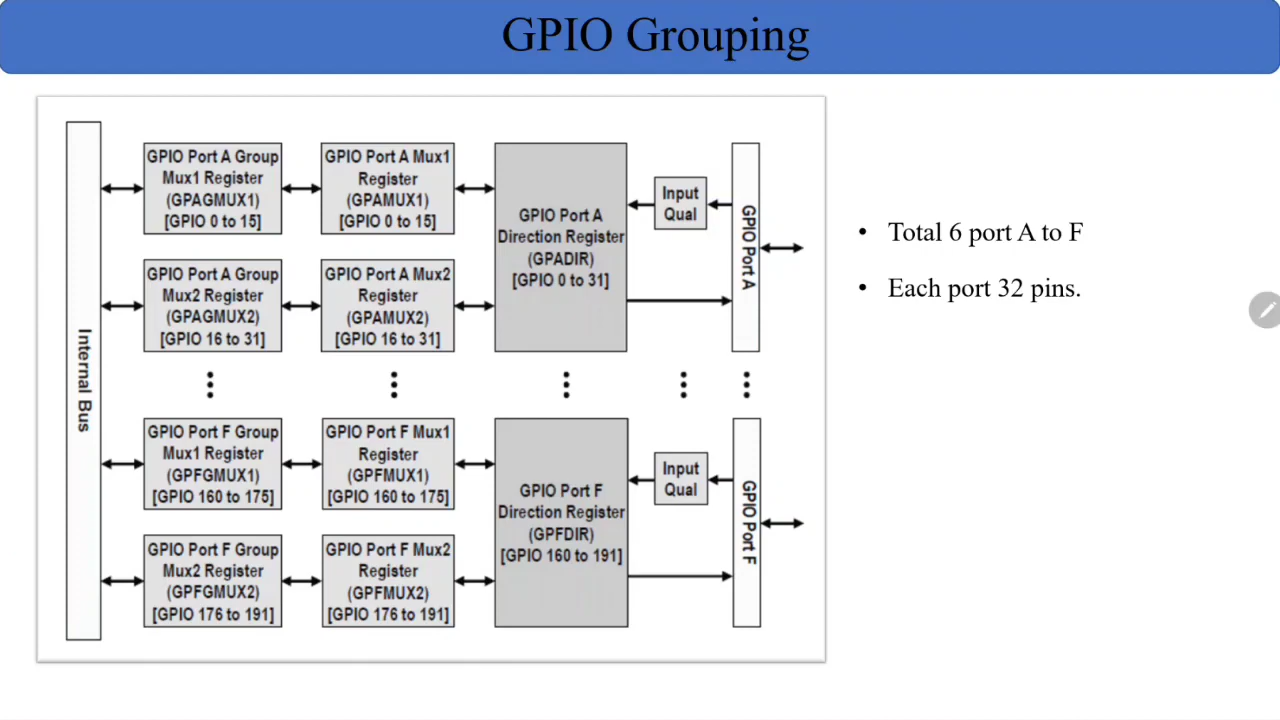 GPIO Grouping
Internal Bus
GPIO Port A Group
Mux1 Register
(GPAGMUX1)
[GPIO 0 to 15]
GPIO Port A Mux1
Register
(GPAMUX1)
[GPIO 0 to 15]
GPIO Port A Group
Mux2 Register
(GPAGMUX2)
[GPIO 16 to 31]
GPIO Port A Mux2
Register
(GPAMUX2)
[GPIO 16 to 31]
GPIO Port A
Direction Register
(GPADIR)
[GPIO 0 to 31]
Input
Qual
GPIO Port A
GPIO Port F Group
Mux1 Register
(GPFGMUX1)
[GPIO 160 to 175]
GPIO Port F Mux1
Register
(GPFMUX1)
[GPIO 160 to 175]
GPIO Port F Group
Mux2 Register
(GPFGMUX2)
[GPIO 176 to 191]
GPIO Port F Mux2
Register
(GPFMUX2)
[GPIO 176 to 191]
GPIO Port F
Direction Register
(GPFDIR)
[GPIO 160 to 191]
Input
Qual
GPIO Port F
• Total 6 port A to F
• Each port 32 pins.